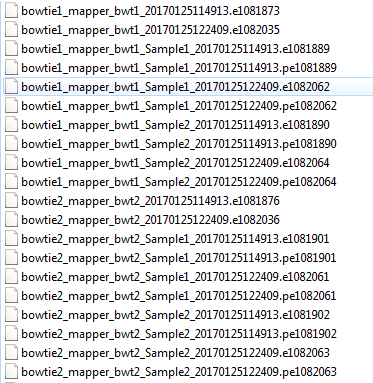 bowtie1_mapper_bwt1_20170125114913.e1081873
bowtie1_mapper_bwt1_20170125122409.e1082035
bowtie1_mapper_bwt1_Sample1_20170125114913.e1081889
bowtie1_mapper_bwt1_Sample1_20170125114913.pe1081889
bowtie1_mapper_bwt1_Sample1_20170125122409.e1082062
bowtie1_mapper_bwt1_Sample1_20170125122409.pe1082062
bowtie1_mapper_bwt1_Sample2_20170125114913.e1081890
bowtie1_mapper_bwt1_Sample2_20170125114913.pe1081890
bowtie1_mapper_bwt1_Sample2_20170125122409.e1082064
bowtie1_mapper_bwt1_Sample2_20170125122409.pe1082064
bowtie2_mapper_bwt2_20170125114913.e1081876
bowtie2_mapper_bwt2_20170125122409.e1082036
bowtie2_mapper_bwt2_Sample1_20170125114913.e1081901
bowtie2_mapper_bwt2_Sample1_20170125114913.pe1081901
bowtie2_mapper_bwt2_Sample1_20170125122409.e1082061
bowtie2_mapper_bwt2_Sample1_20170125122409.pe1082061
bowtie2_mapper_bwt2_Sample2_20170125114913.e1081902
bowtie2_mapper_bwt2_Sample2_20170125114913.pe1081902
bowtie2_mapper_bwt2_Sample2_20170125122409.e1082063
bowtie2_mapper_bwt2_Sample2_20170125122409.pe1082063